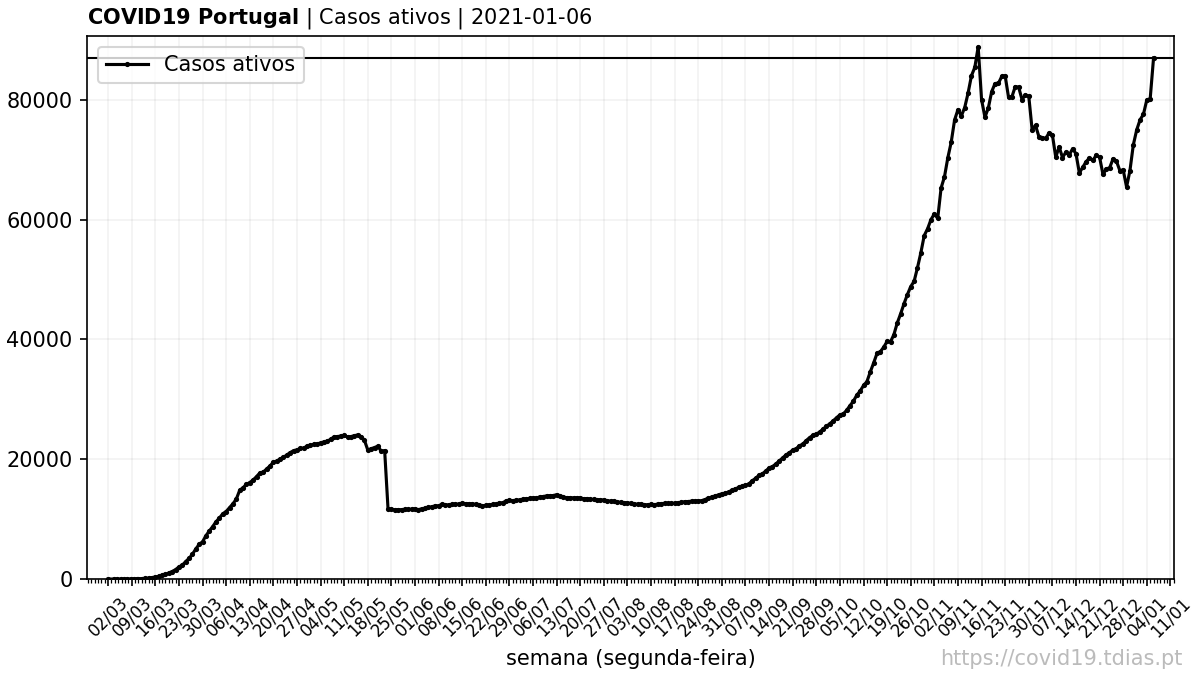 COVID19 Portugal | Casos ativos | 2021-01-06
Casos ativos
80000
60000
40000
20000
0
02/03 09/03 16/03 23/03 30/03 06/04 13/04 20/04 27/04 04/05 11/05 18/05 25/05 01/06 08/06 15/06 22/06 29/06 06/07 13/07 20/07 27/07 03/08 10/08 17/08 24/08 31/08 07/09 14/09 21/09 28/09 05/10 12/10 19/10 26/10 02/11 09/11 16/11 23/11 30/11 07/12 14/12 21/12 28/12 04/01 11/01
semana (segunda-feira)
https://covid19.tdias.pt